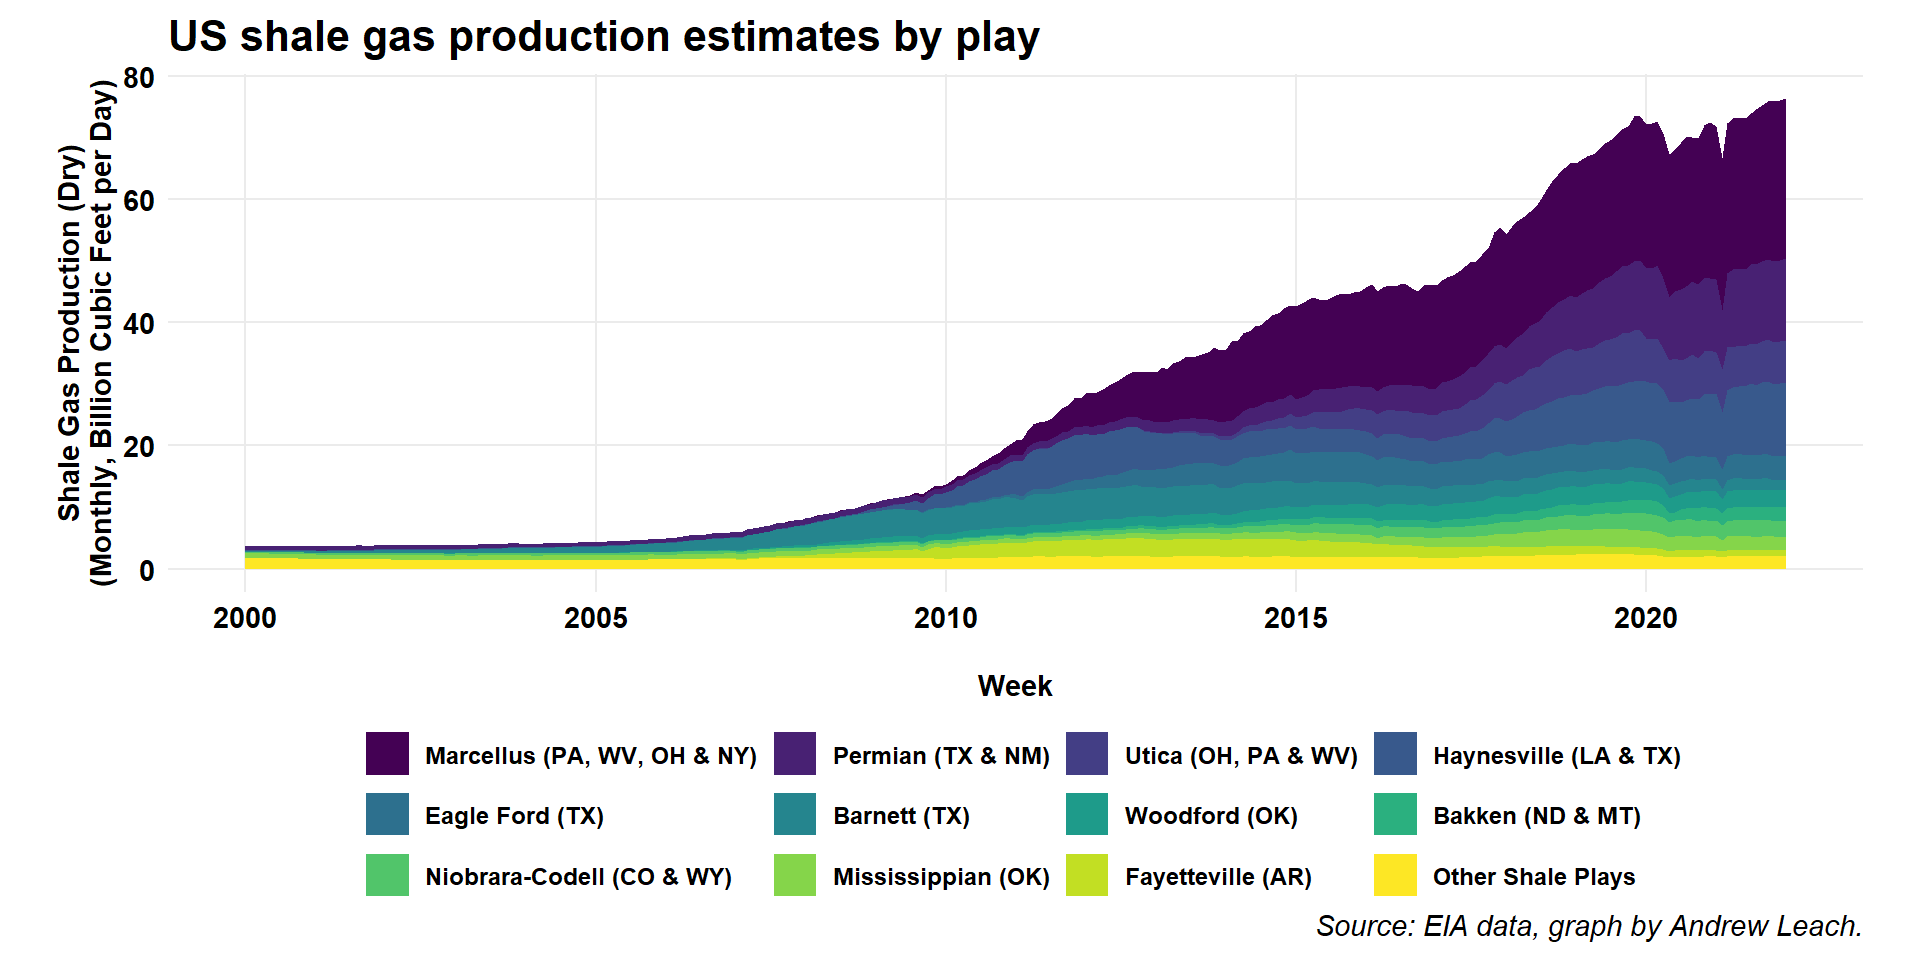 US shale gas production estimates by play
Shale Gas Production (Dry)
(Monthly, Billion Cubic Feet per Day)
80
60
40
20
0
2000 2005 2010 2015 2020
Week
Marcellus (PA, WV, OH & NY) Permian (TX & NM) Utica (OH, PA & WV) Haynesville (LA & TX)
Eagle Ford (TX) Barnett (TX) Woodford (OK) Bakken (ND & MT)
Niobrara-Codell (CO & WY) Mississippian (OK) Fayetteville (AR) Other Shale Plays
Source: EIA data, graph by Andrew Leach.